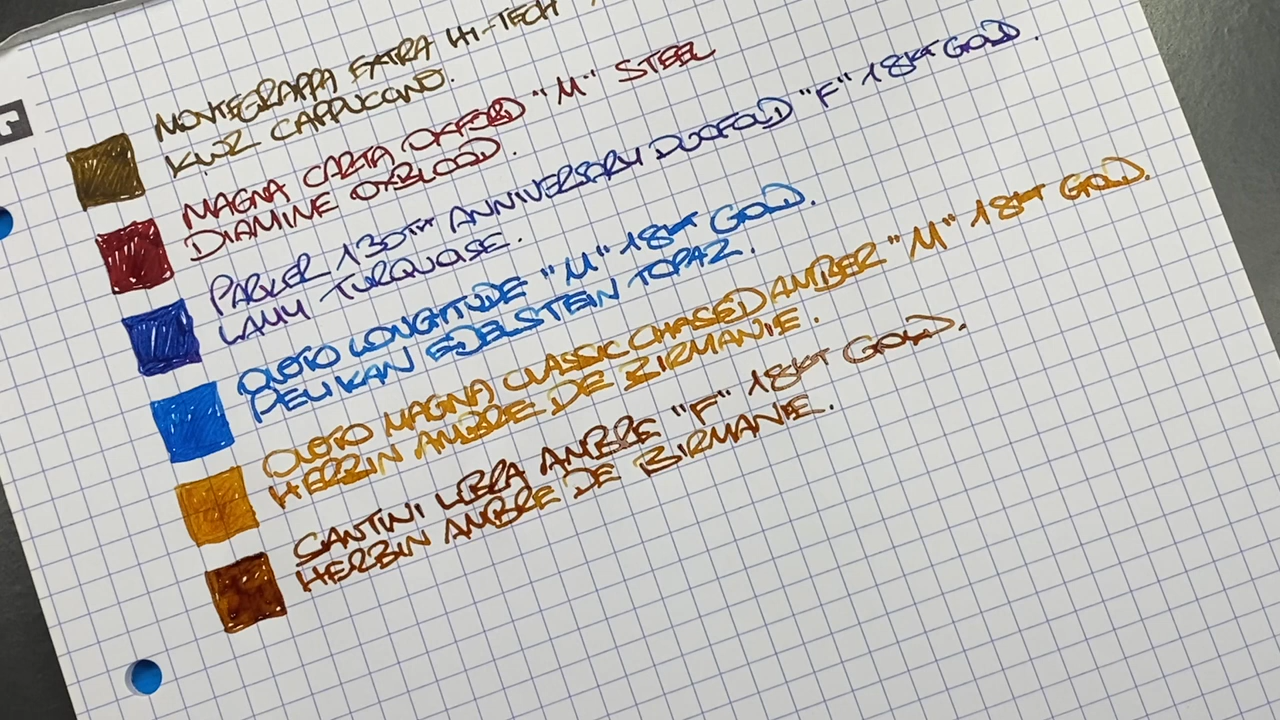 MONTEGRAPPA EXTRA HI-TECH
KWZ CAPPUCCINO.
MAGNA CARTA OXFORD "M" STEEL
DIAMINE OXBLOOD.
PARKER 130TH ANNIVERSARY DUOFOLD "F" 18KT GOLD.
LAMY TURQUOISE.
OLDTO LONGITUDE "M" 18KT GOLD.
PELIKAN EDELSTEIN TOPAZ.
OLOTO MAGNA CLASSIC CHASED AMBER "M" 18KT GOLD.
HERBIN AMBRE DE BIRMANIE.
SANTINI LIBRA AMBRE "F" 18KT GOLD.
HERBIN AMBRE DE BIRMANIE.